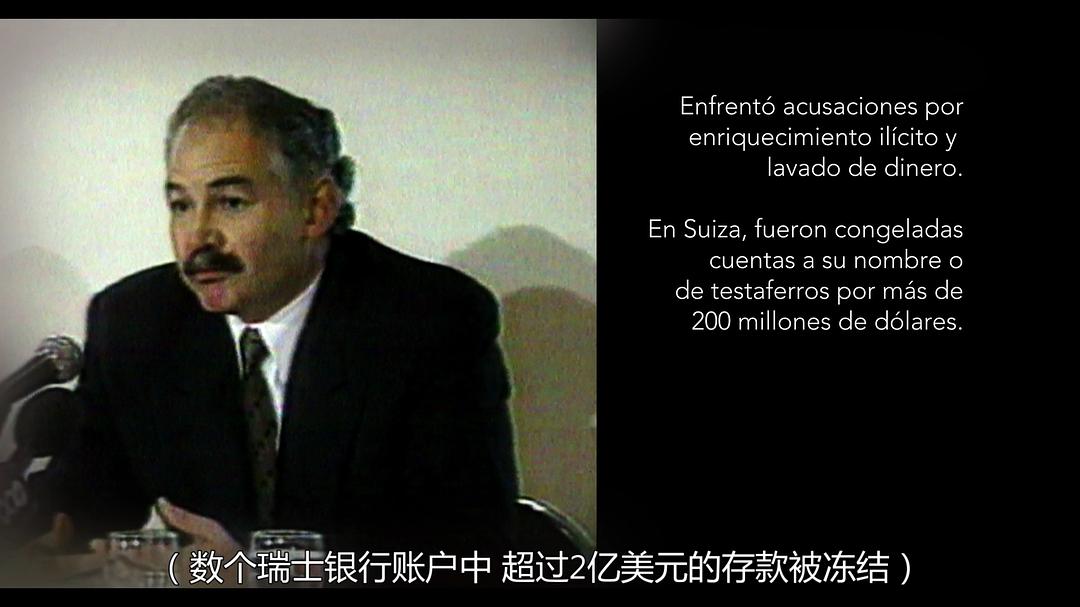 Enfrentó acusaciones por
enriquecimiento ilícito y
lavado de dinero.
En Suiza, fueron congeladas
cuentas a su nombre o
de testaferros por más de
200 millones de dólares.
（数个瑞士银行账户中 超过2亿美元的存款被冻结）